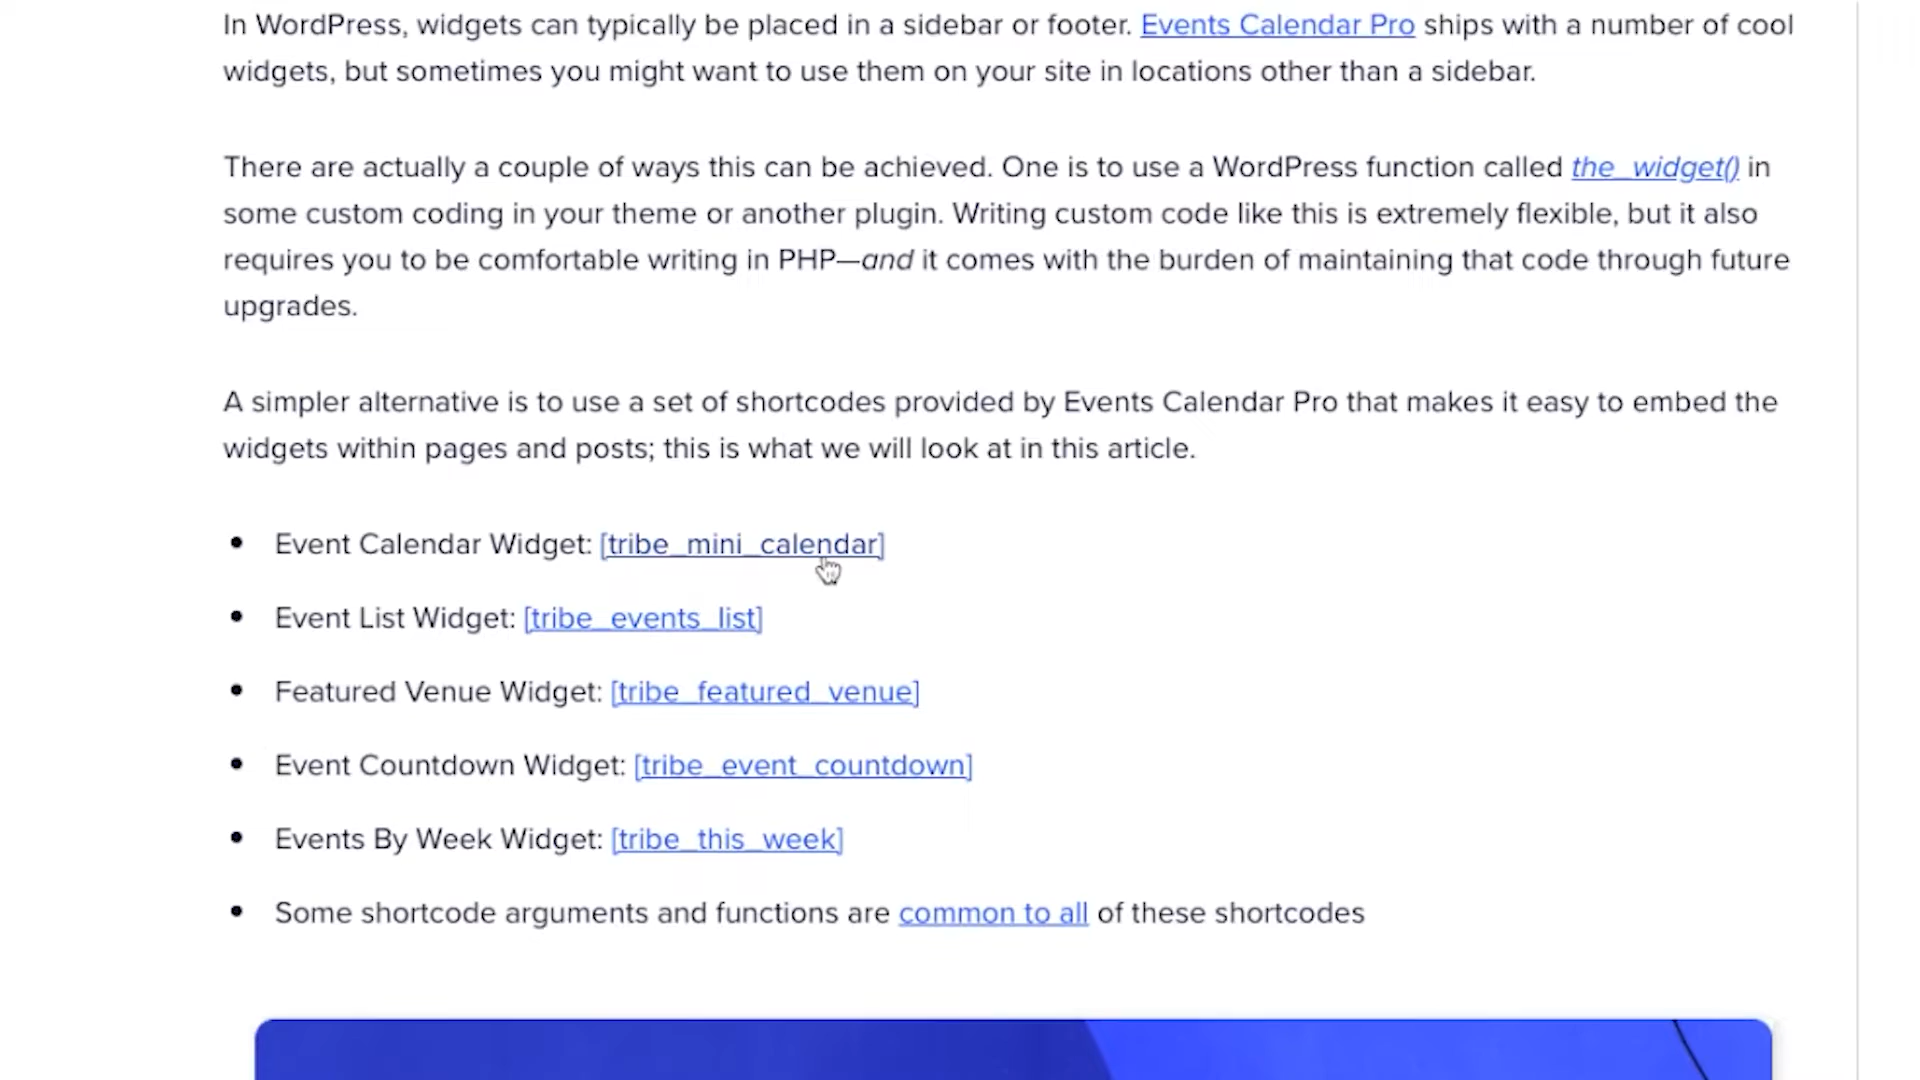 In WordPress, widgets can typically be placed in a sidebar or footer. Events Calendar Pro ships with a number of cool
widgets, but sometimes you might want to use them on your site in locations other than a sidebar.
There are actually a couple of ways this can be achieved. One is to use a WordPress function called the_widget() in
some custom coding in your theme or another plugin. Writing custom code like this is extremely flexible, but it also
requires you to be comfortable writing in PHP—and it comes with the burden of maintaining that code through future
upgrades.
A simpler alternative is to use a set of shortcodes provided by Events Calendar Pro that makes it easy to embed the
widgets within pages and posts; this is what we will look at in this article.
• Event Calendar Widget: [tribe_mini_calendar]
• Event List Widget: [tribe_events_list]
• Featured Venue Widget: [tribe_featured_venue]
• Event Countdown Widget: [tribe_event_countdown]
• Events By Week Widget: [tribe_this_week]
• Some shortcode arguments and functions are common to all of these shortcodes